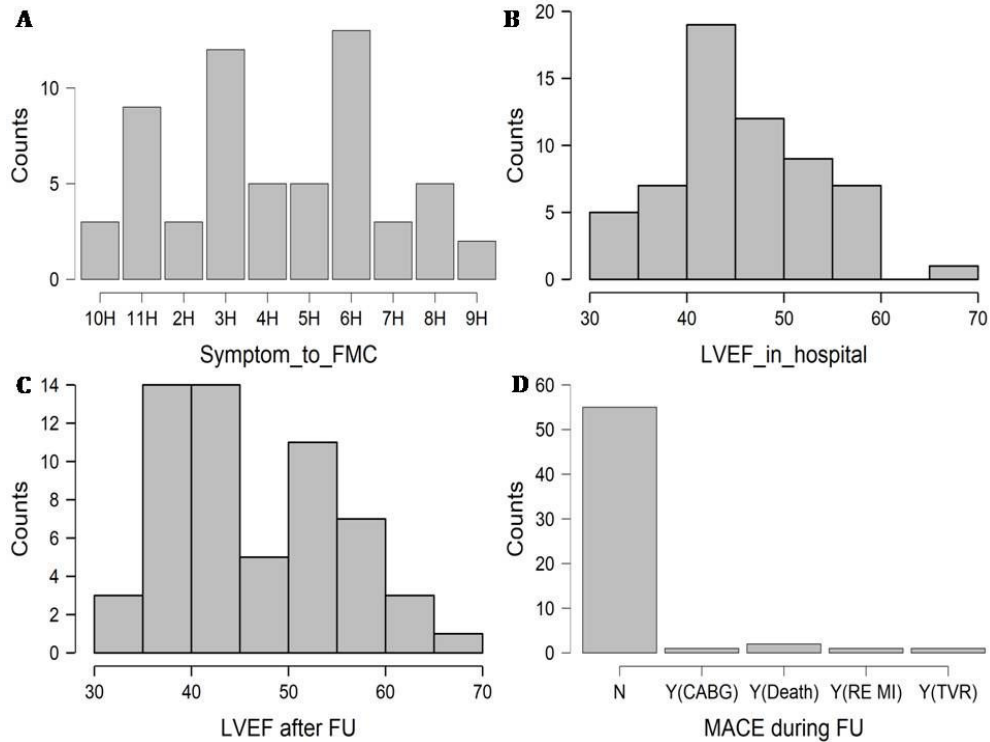 A
Counts
10
5
0
10H 11H 2H 3H 4H 5H 6H 7H 8H 9H
Symptom_to_FMC
B
Counts
20
15
10
5
0
30 40 50 60 70
LVEF_in_hospital
C
Counts
14
12
10
8
6
4
2
0
30 40 50 60 70
LVEF after FU
D
Counts
60
50
40
30
20
10
0
N Y(CABG) Y(Death) Y(RE MI) Y(TVR)
MACE during FU